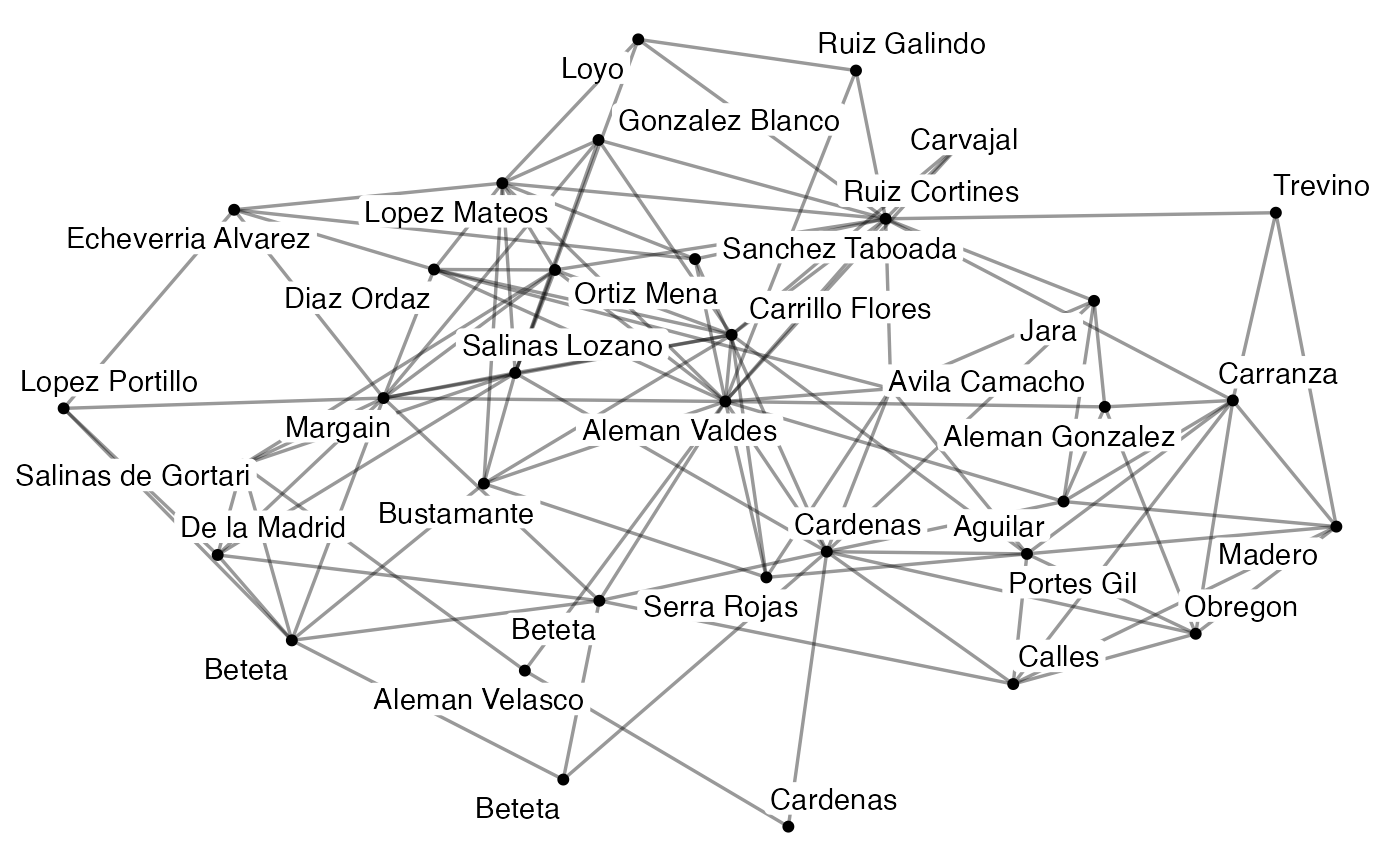 Ruiz Galindo
Loyo
Gonzalez Blanco
Carvajal
Trevino
Ruiz Cortines
Lopez Mateos
Echeverria Alvarez
Sanchez Taboada
Diaz Ordaz
Ortiz Mena
Carrillo Flores
Jara
Salinas Lozano
Carranza
Lopez Portillo
Avila Camacho
Margain
Aleman Valdes
Aleman Gonzalez
Salinas de Gortari
Bustamante
Cardenas
Aguilar
De la Madrid
Madero
Portes Gil
Serra Rojas
Obregon
Beteta
Calles
Beteta
Aleman Velasco
Cardenas
Beteta